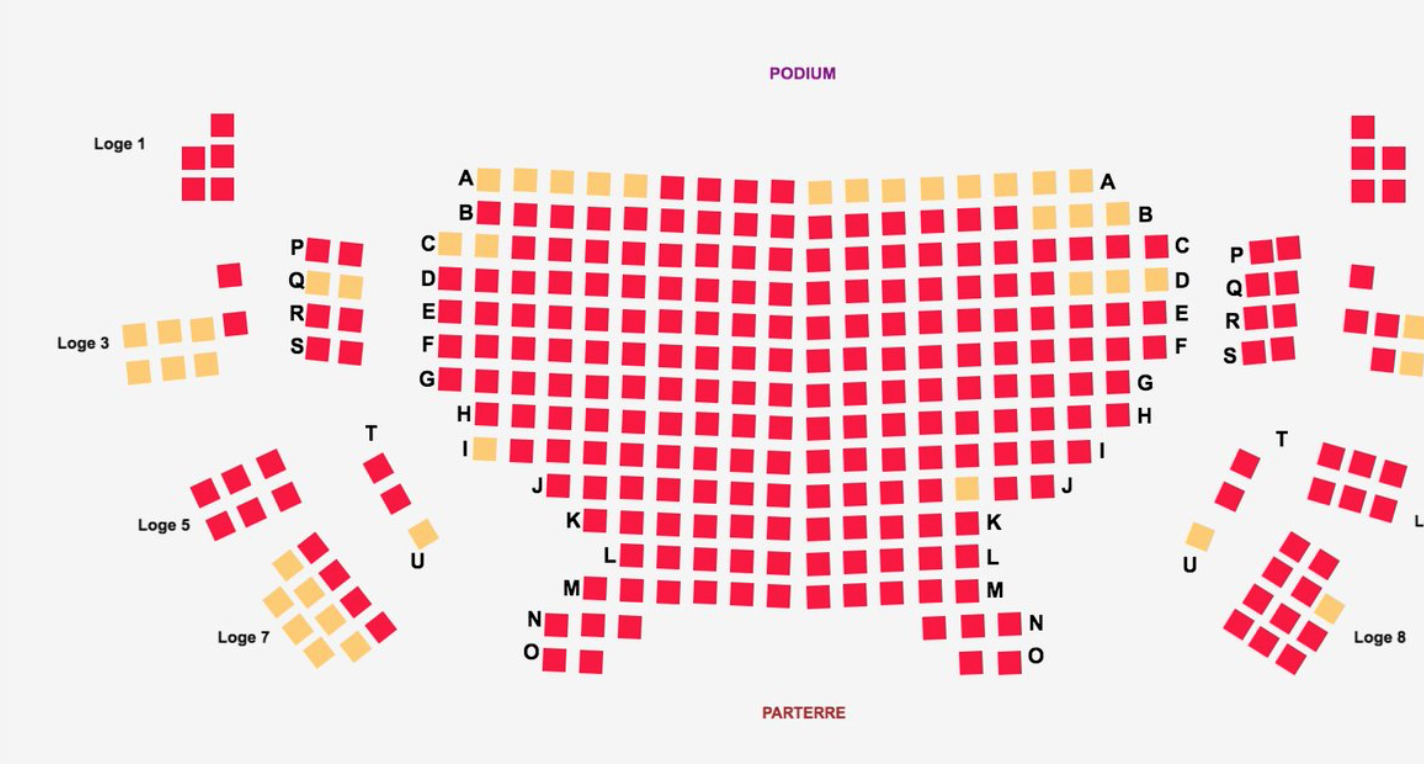 PODIUM
Loge 1
A A
B B
C C
P P
D D
Q Q
E E
R R
Loge 3
F F
S S
G G
H H
T T
I I
J J
L
Loge 5
K K
L L
U U
M M
N N
Loge 7
Loge 8
O O
PARTERRE